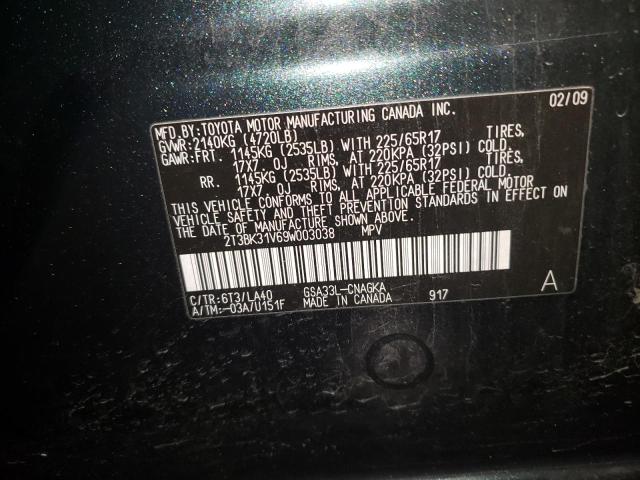 MFD.BY:TOYOTA MOTOR MANUFACTURING CANADA INC. 02/09
GVWR:2140KG (4720LB)
GAWR:FRT. 1145KG (2535LB) WITH 225/65R17 TIRES,
17X7 0J RIMS, AT 220KPA (32PSI) COLD.
RR. 1145KG (2535LB) WITH 225/65R17 TIRES,
17X7 0J RIMS, AT 220KPA (32PSI) COLD.
THIS VEHICLE CONFORMS TO ALL APPLICABLE FEDERAL MOTOR
VEHICLE SAFETY AND THEFT PREVENTION STANDARDS IN EFFECT ON
THE DATE OF MANUFACTURE SHOWN ABOVE.
2T3BK31V69W003038 MPV
C/TR:6T3/LA40 GSA33L-CNAGKA A
A/TM:-03A/U151F MADE IN CANADA 917